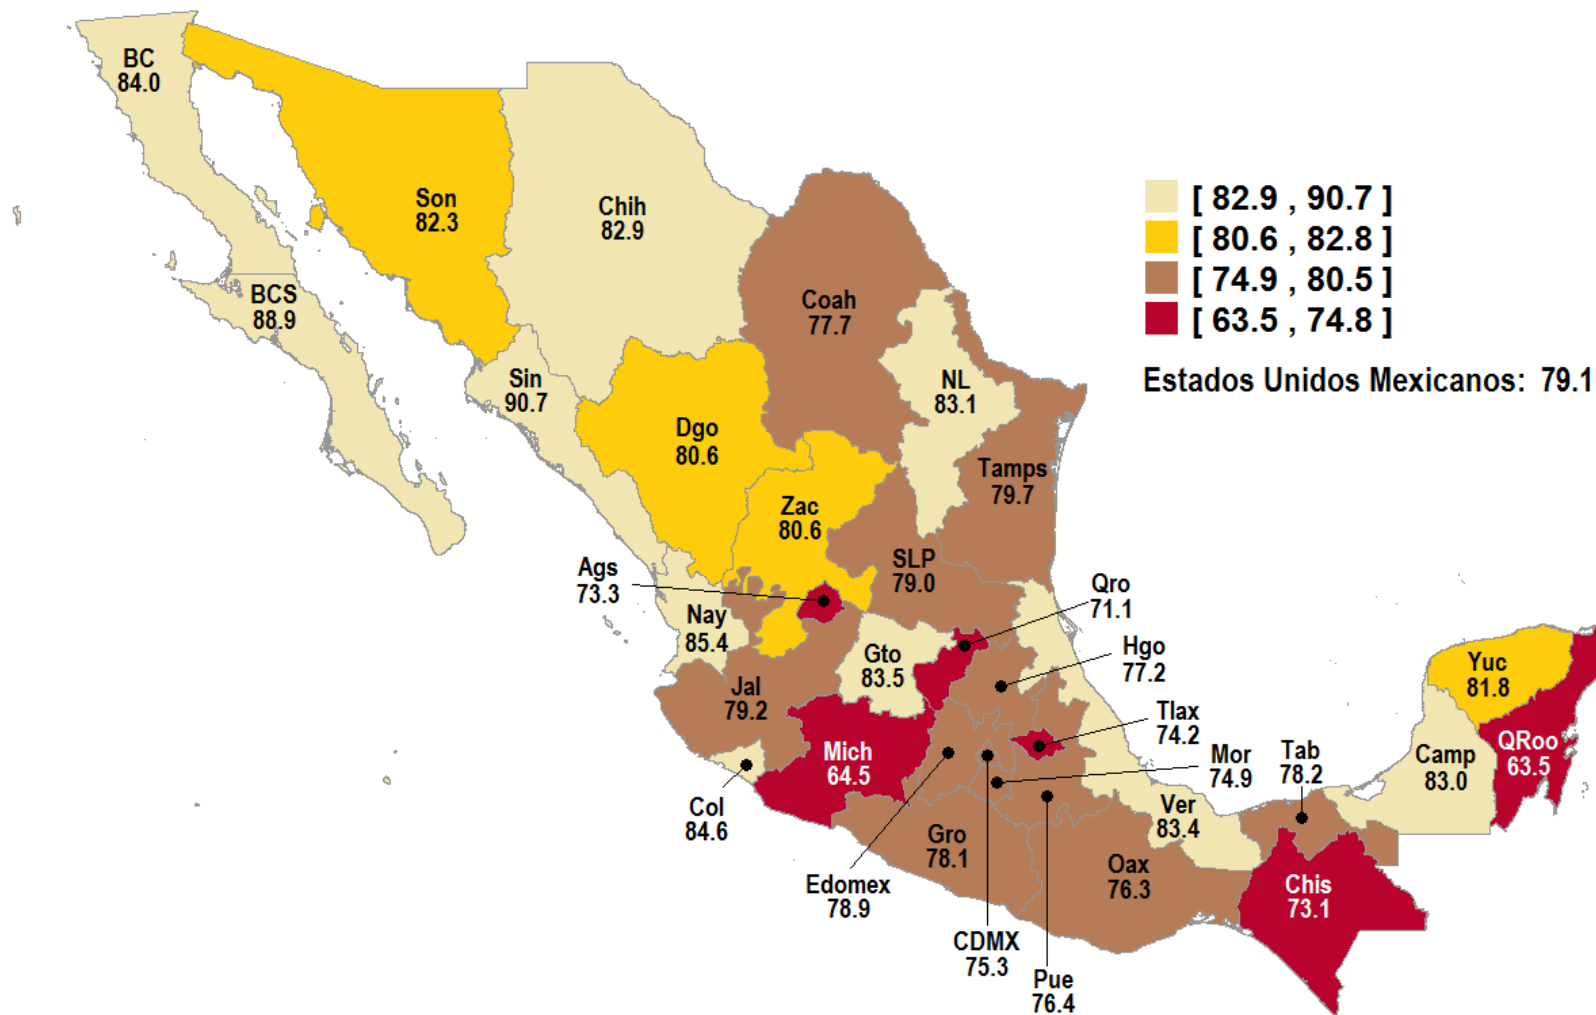 BC
84.0
Son
82.3
Chih
82.9
[ 82.9 , 90.7 ]
[ 80.6 , 82.8 ]
[ 74.9 , 80.5 ]
[ 63.5 , 74.8 ]
Estados Unidos Mexicanos: 79.1
BCS
88.9
Coah
77.7
Sin
90.7
NL
83.1
Dgo
80.6
Tamps
79.7
Zac
80.6
SLP
79.0
Ags
73.3
Qro
71.1
Nay
85.4
Gto
83.5
Hgo
77.2
Yuc
81.8
Jal
79.2
Tlax
74.2
Mich
64.5
Mor
74.9
Tab
78.2
Camp
83.0
QRoo
63.5
Col
84.6
Ver
83.4
Gro
78.1
Oax
76.3
Edomex
78.9
Chis
73.1
CDMX
75.3
Pue
76.4